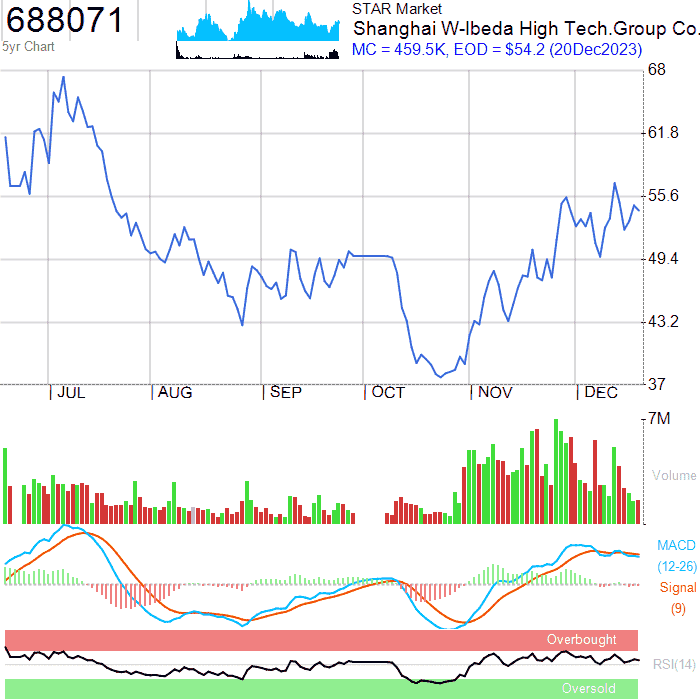 688071
5yr Chart
STAR Market
Shanghai W-Ibeda High Tech.Group Co.
MC = 459.5K, EOD = $54.2 (20Dec2023)
68
61.8
55.6
49.4
43.2
37
JUL
AUG
SEP
OCT
NOV
DEC
7M
Volume
MACD
(12-26)
Signal
(9)
Overbought
RSI(14)
Oversold